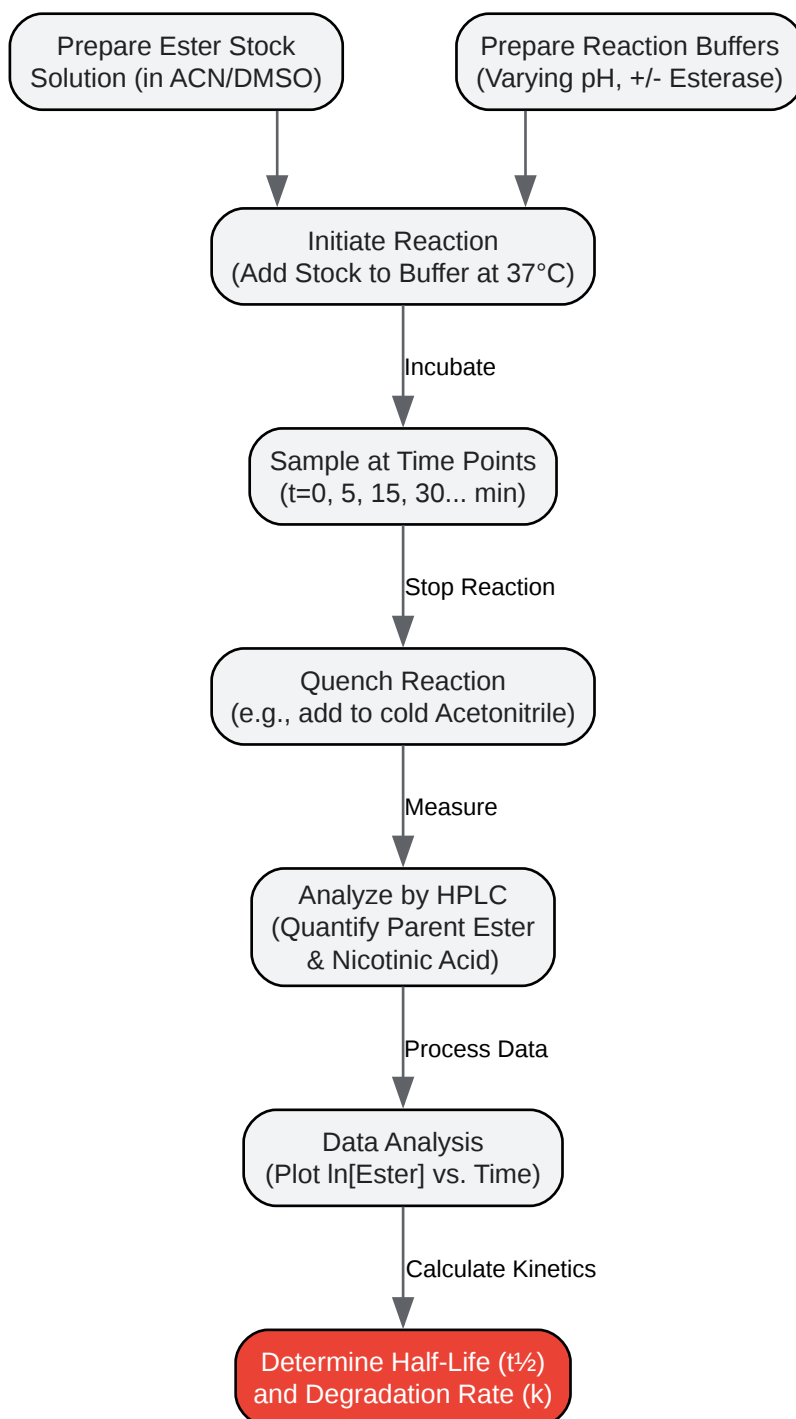 Prepare Ester Stock
Solution (in ACN/DMSO)
Prepare Reaction Buffers
(Varying pH, +/- Esterase)
Initiate Reaction
(Add Stock to Buffer at 37°C)
Incubate
Sample at Time Points
(t=0, 5, 15, 30... min)
Stop Reaction
Quench Reaction
(e.g., add to cold Acetonitrile)
Measure
Analyze by HPLC
(Quantify Parent Ester
& Nicotinic Acid)
Process Data
Data Analysis
(Plot ln[Ester] vs. Time)
Calculate Kinetics
Determine Half-Life (t½)
and Degradation Rate (k)